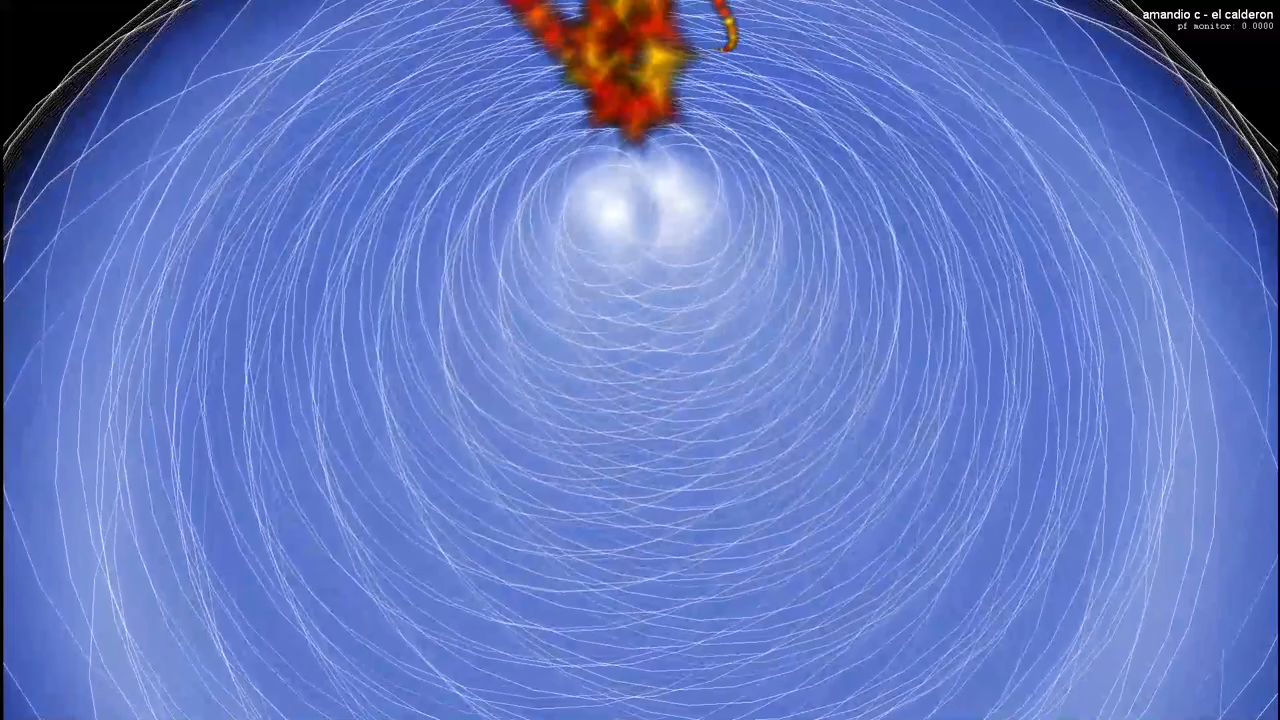 amandio c - el calderon
pf monitor: 0.0000